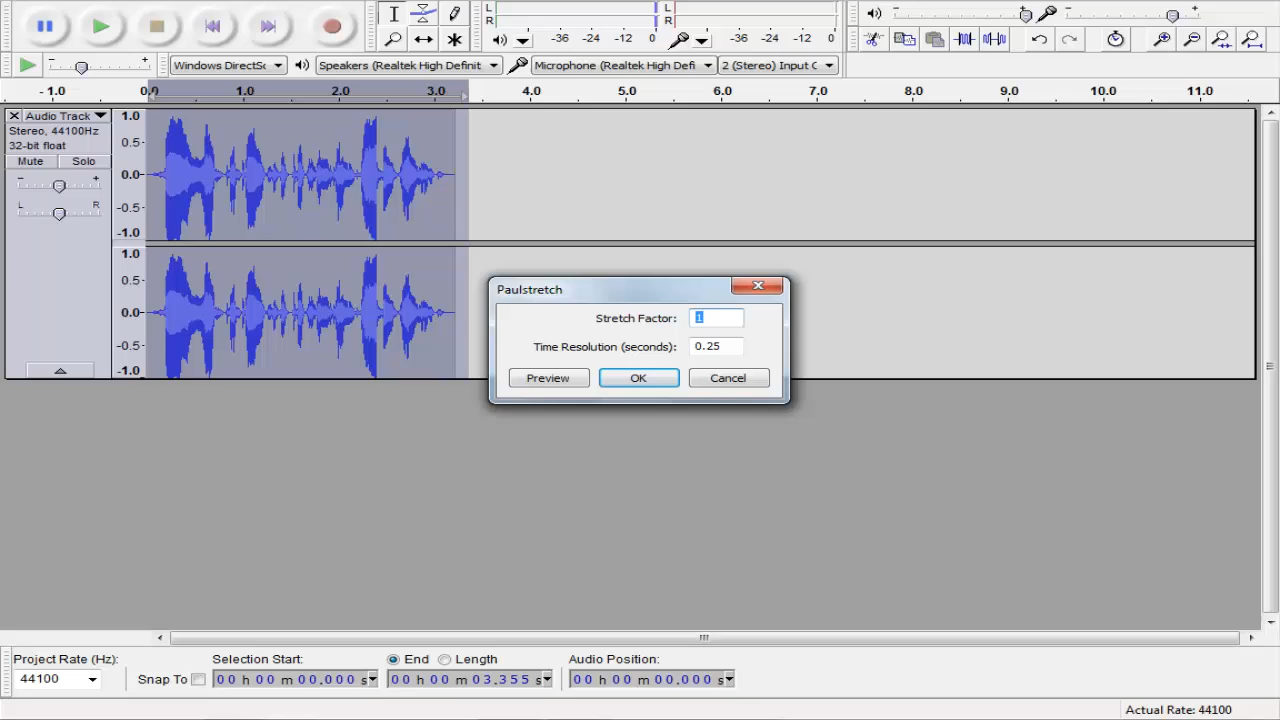 L
R
-36 -24 -12 0
L
R
-36 -24 -12 0
Windows DirectSc
Speakers (Realtek High Definit
Microphone (Realtek High Defi
2 (Stereo) Input C
-1.0 0.0 1.0 2.0 3.0 4.0 5.0 6.0 7.0 8.0 9.0 10.0 11.0
Audio Track
Stereo, 44100Hz
32-bit float
Mute Solo
- +
L R
1.0
0.5-
0.0-
-0.5-
-1.0
1.0
0.5-
0.0-
-0.5-
-1.0
Paulstretch
Stretch Factor: 1
Time Resolution (seconds): 0.25
Preview OK Cancel
Project Rate (Hz):
44100
Snap To
Selection Start:
00 h 00 m 00.000 s
End Length
00 h 00 m 03.355 s
Audio Position:
00 h 00 m 00.000 s
Actual Rate: 44100